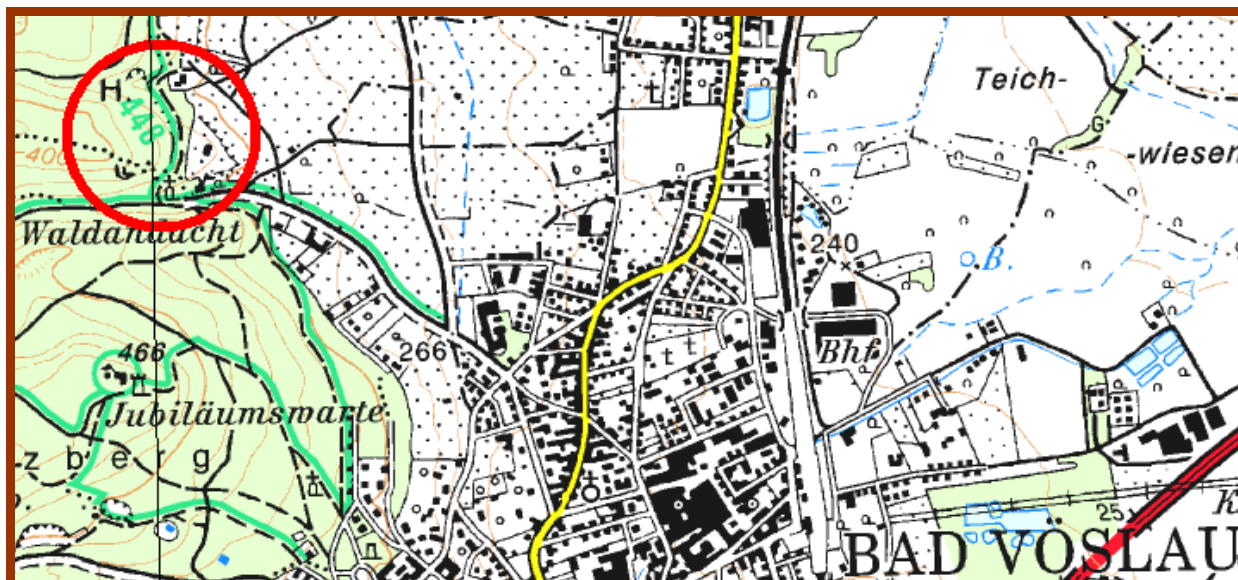 H
448
400
Teich-
G
-wiesen
Waldandacht
240
B.
466
266
Bhf
Jubiläumswarte
z b e r g
25
K
BAD VÖSLAU